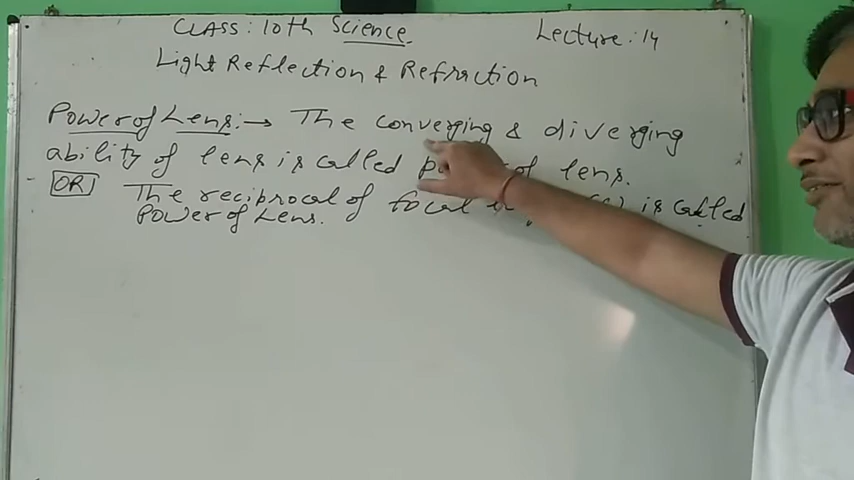 CLASS: 10th Science Lecture: 14
Light Reflection & Refraction
Power of Lens:→ The converging & diverging
ability of lens is called of lens.
OR The reciprocal of focal is called
Power of Lens.